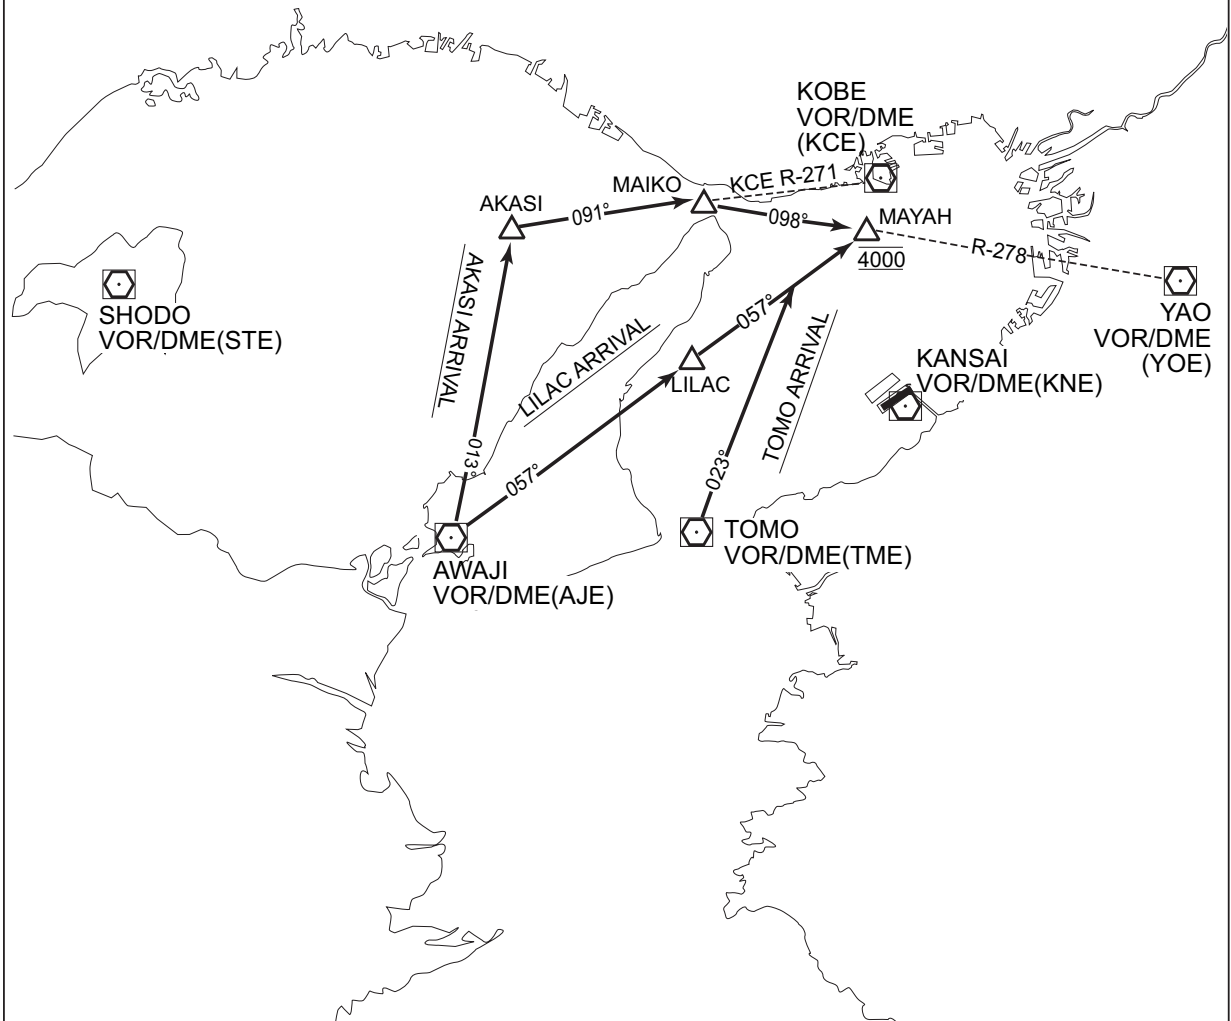 KOBE
VOR/DME
(KCE)
MAIKO
KCE R-271
AKASI
091°
098°
MAYAH
4000
R-278
AKASI ARRIVAL
SHODO
VOR/DME(STE)
057°
YAO
VOR/DME
(YOE)
LILAC ARRIVAL
TOMO ARRIVAL
KANSAI
VOR/DME(KNE)
LILAC
013°
057°
023°
TOMO
VOR/DME(TME)
AWAJI
VOR/DME(AJE)